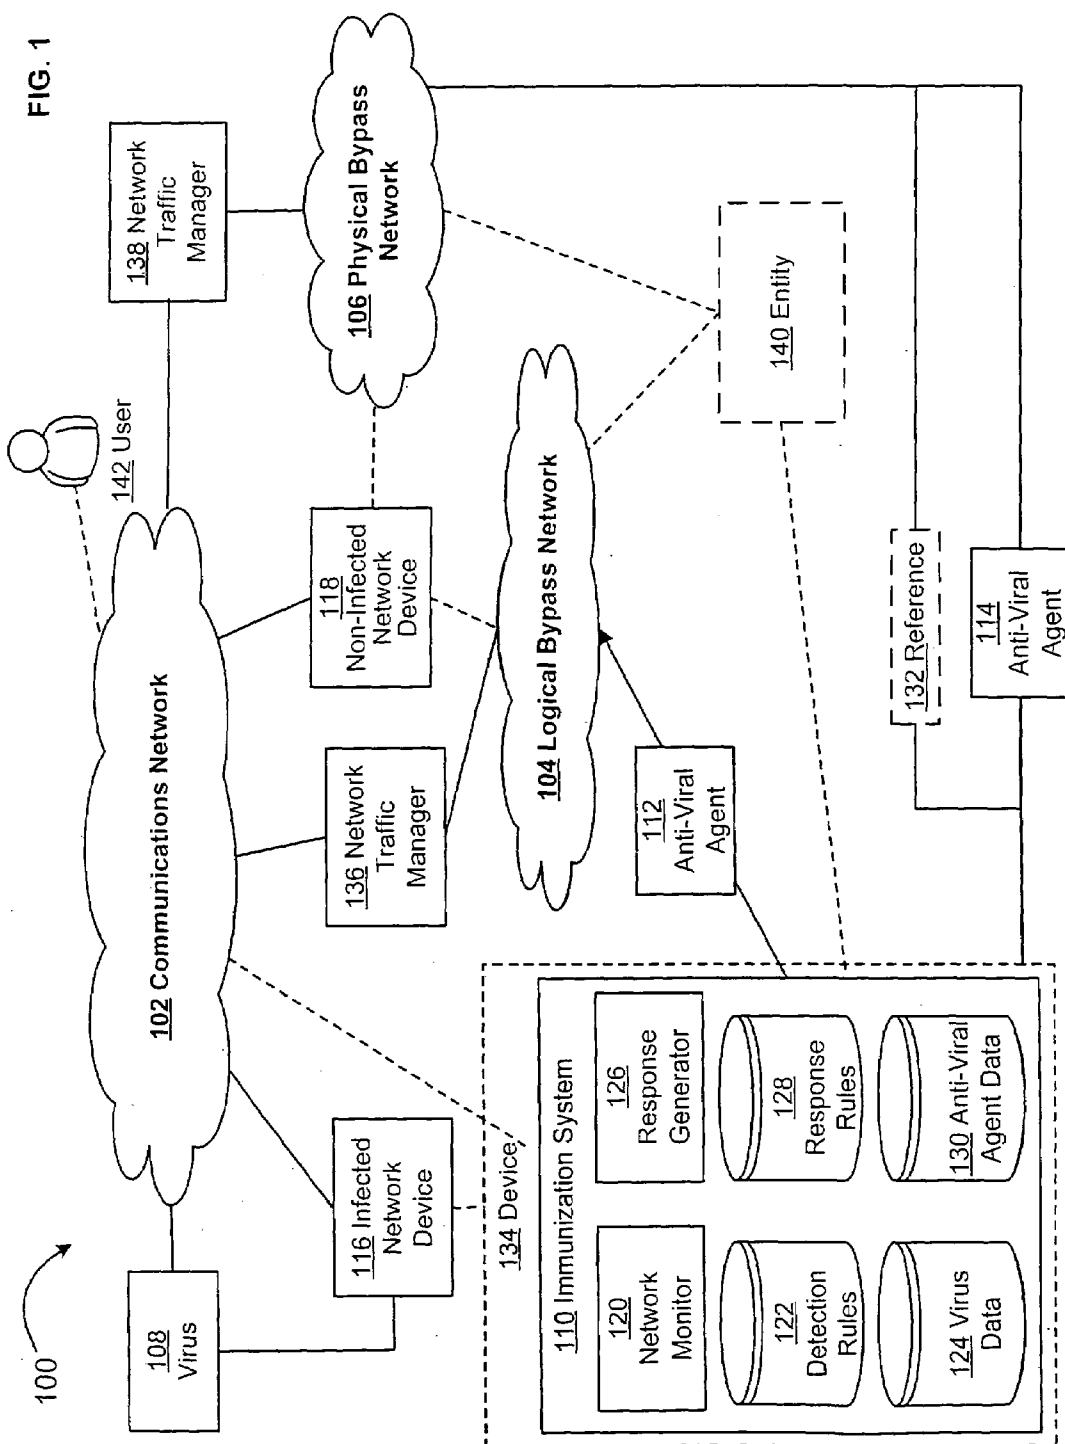 FIG. 1
100
108
Virus
102 Communications Network
142 User
138 Network
Traffic
Manager
116 Infected
Network
Device
136 Network
Traffic
Manager
118
Non-Infected
Network
Device
106 Physical Bypass
Network
104 Logical Bypass Network
134 Device
110 Immunization System
120
Network
Monitor
126
Response
Generator
122
Detection
Rules
128
Response
Rules
124 Virus
Data
130 Anti-Viral
Agent Data
112
Anti-Viral
Agent
140 Entity
132 Reference
114
Anti-Viral
Agent